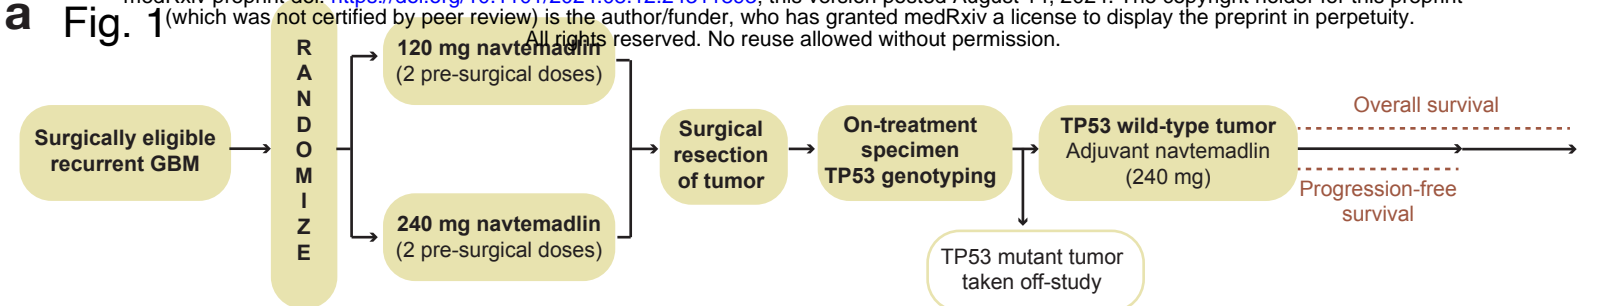 a Fig. 1
(which was not certified by peer review) is the author/funder, who has granted medRxiv a license to display the preprint in perpetuity.
All rights reserved. No reuse allowed without permission.
Surgically eligible
recurrent GBM
R
A
N
D
O
M
I
Z
E
120 mg navtemadlin
(2 pre-surgical doses)
240 mg navtemadlin
(2 pre-surgical doses)
Surgical
resection
of tumor
On-treatment
specimen
TP53 genotyping
TP53 wild-type tumor
Adjuvant navtemadlin
(240 mg)
TP53 mutant tumor
taken off-study
Overall survival
Progression-free
survival